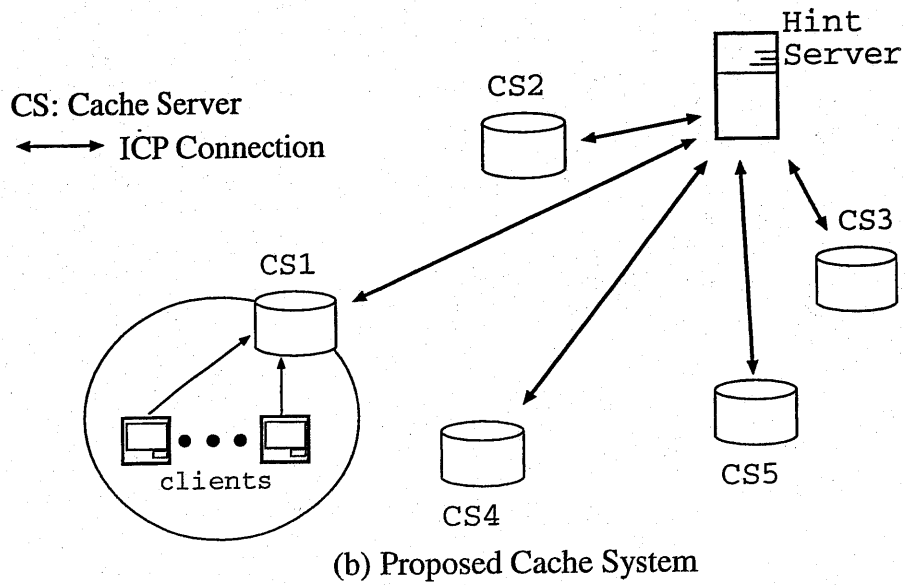 Hint
Server
CS2
CS: Cache Server
ICP Connection
CS3
CS1
clients
CS5
CS4
(b) Proposed Cache System